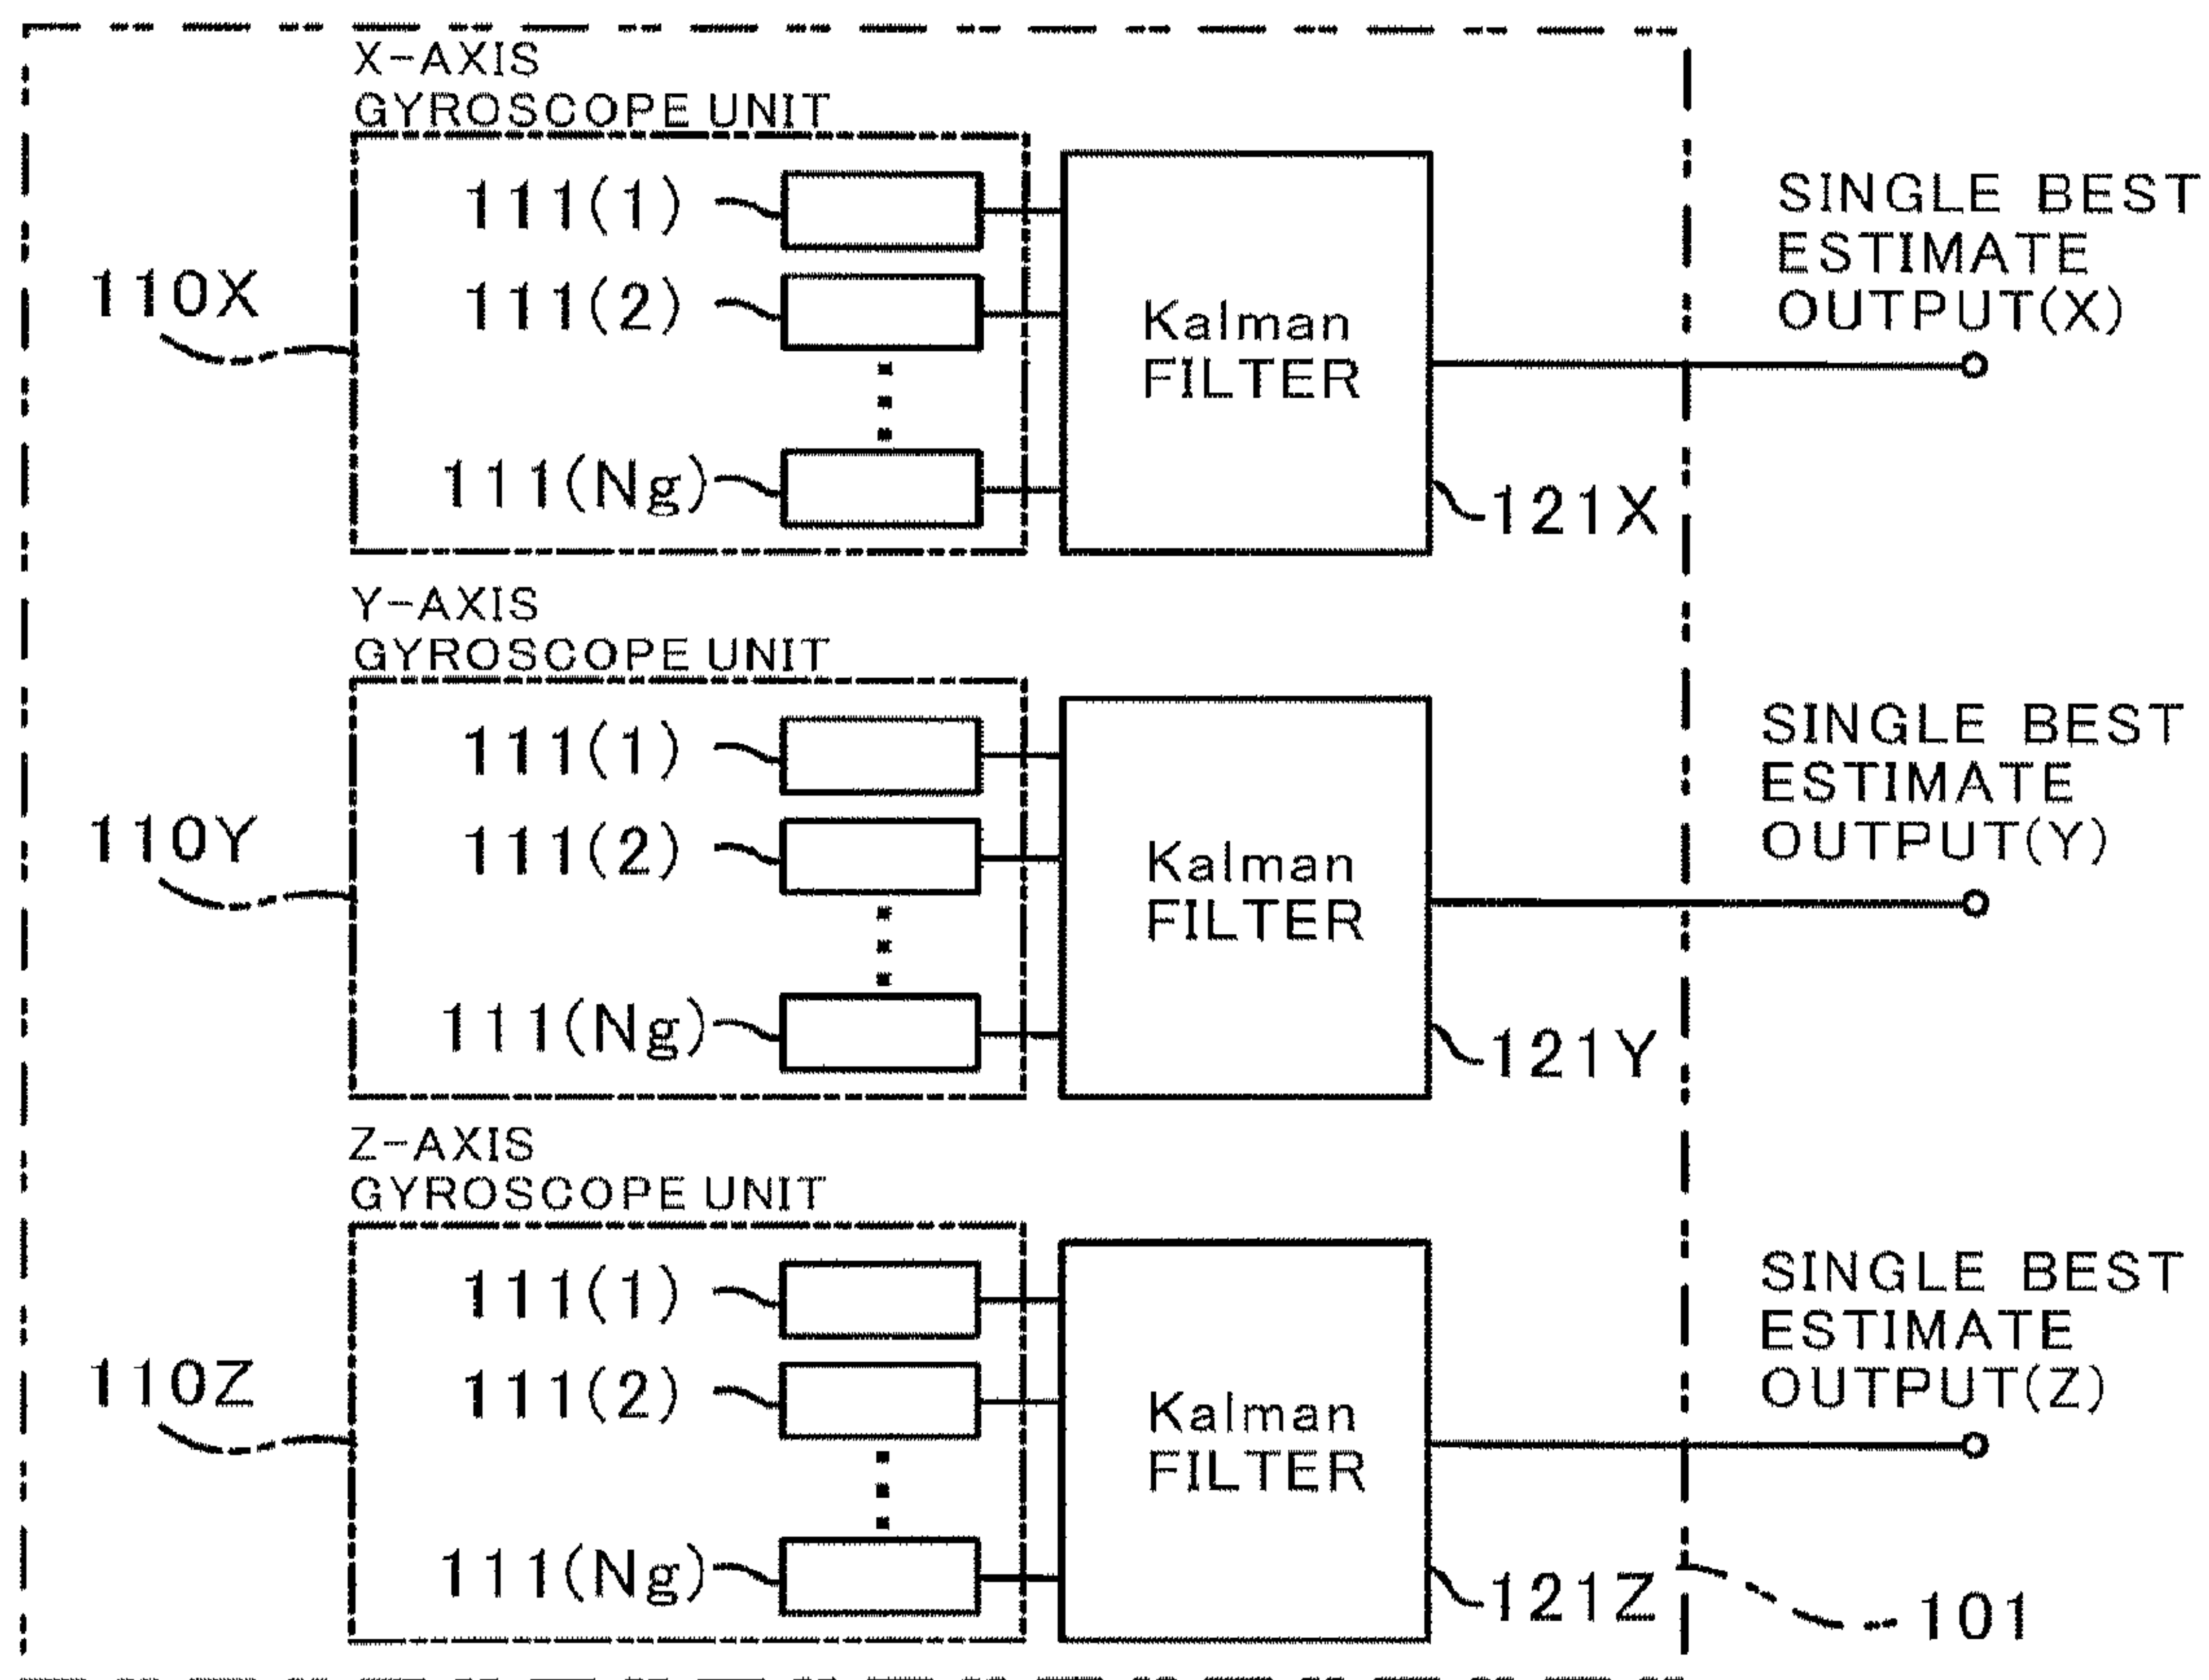 X-AXIS
GYROSCOPE UNIT
111(1)
111(2)
111(Ng)
110X
Kalman
FILTER
121X
SINGLE BEST
ESTIMATE
OUTPUT(X)
Y-AXIS
GYROSCOPE UNIT
111(1)
111(2)
111(Ng)
110Y
Kalman
FILTER
121Y
SINGLE BEST
ESTIMATE
OUTPUT(Y)
Z-AXIS
GYROSCOPE UNIT
111(1)
111(2)
111(Ng)
110Z
Kalman
FILTER
121Z
SINGLE BEST
ESTIMATE
OUTPUT(Z)
101